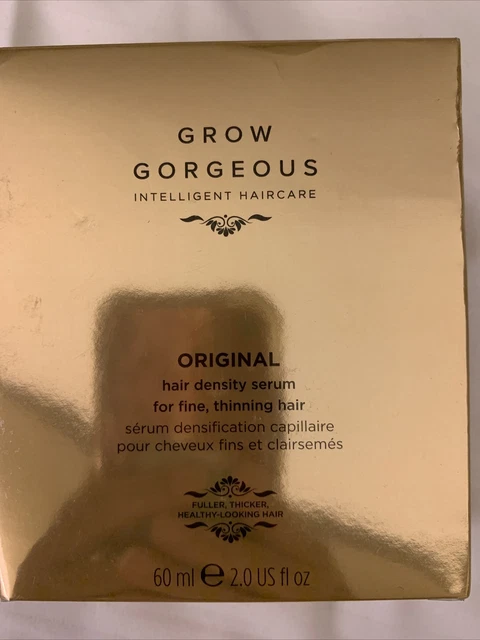 GROW
GORGEOUS
INTELLIGENT HAIRCARE
ORIGINAL
hair density serum
for fine, thinning hair
sérum densification capillaire
pour cheveux fins et clairsemés
FULLER, THICKER,
HEALTHY-LOOKING HAIR
60 ml ℮ 2.0 US fl oz